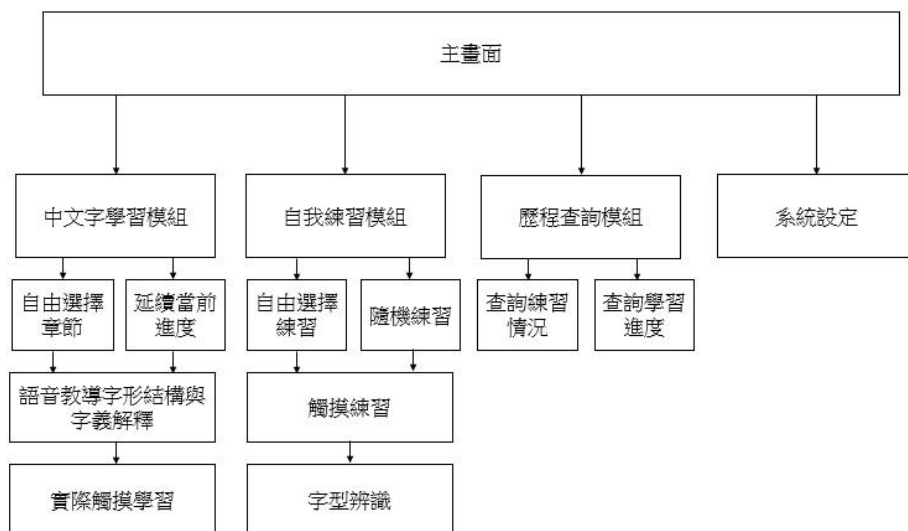 主畫面
中文字學習模組
自我練習模組
歷程查詢模組
系統設定
自由選擇
章節
延續當前
進度
自由選擇
練習
隨機練習
查詢練習
情況
查詢學習
進度
語音教導字形結構與
字義解釋
觸摸練習
實際觸摸學習
字型辨識